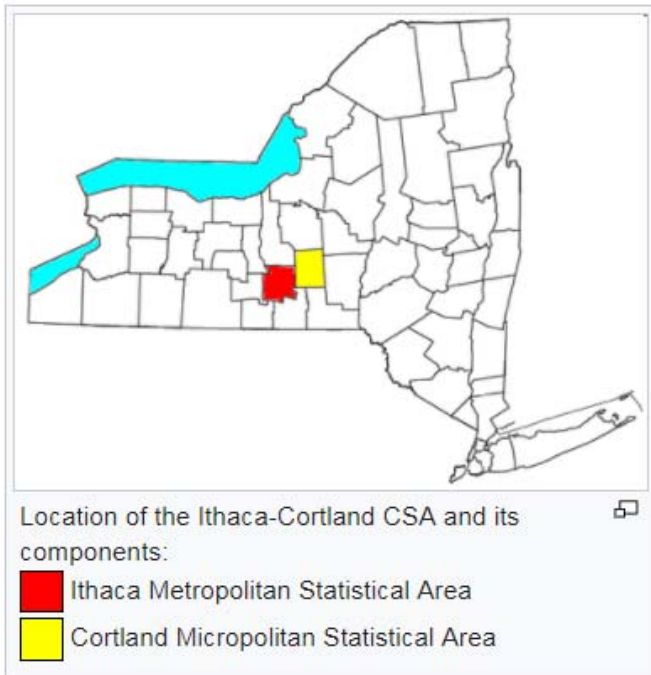 Location of the Ithaca-Cortland CSA and its
components:
Ithaca Metropolitan Statistical Area
Cortland Micropolitan Statistical Area